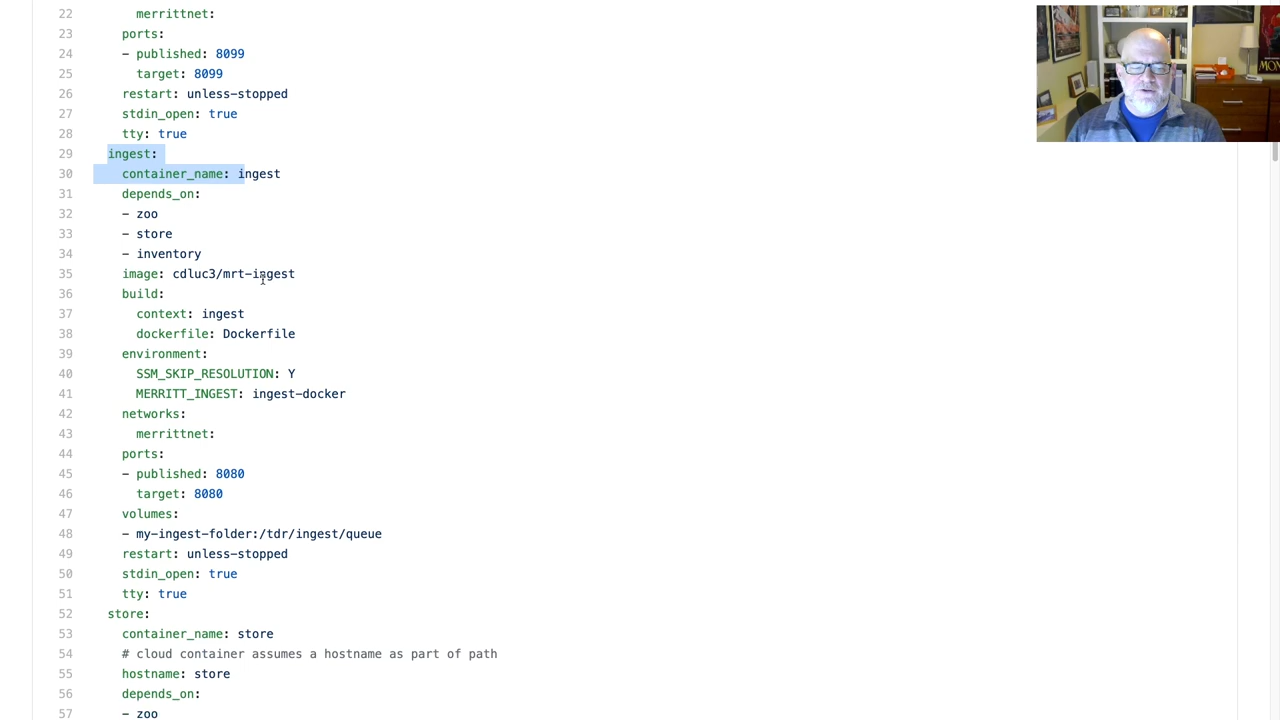 22 merrittnet:
23 ports:
24 - published: 8099
25 target: 8099
26 restart: unless-stopped
27 stdin_open: true
28 tty: true
29 ingest:
30 container_name: ingest
31 depends_on:
32 - zoo
33 - store
34 - inventory
35 image: cdluc3/mrt-ingest
36 build:
37 context: ingest
38 dockerfile: Dockerfile
39 environment:
40 SSM_SKIP_RESOLUTION: Y
41 MERRITT_INGEST: ingest-docker
42 networks:
43 merrittnet:
44 ports:
45 - published: 8080
46 target: 8080
47 volumes:
48 - my-ingest-folder:/tdr/ingest/queue
49 restart: unless-stopped
50 stdin_open: true
51 tty: true
52 store:
53 container_name: store
54 # cloud container assumes a hostname as part of path
55 hostname: store
56 depends_on:
57 - zoo